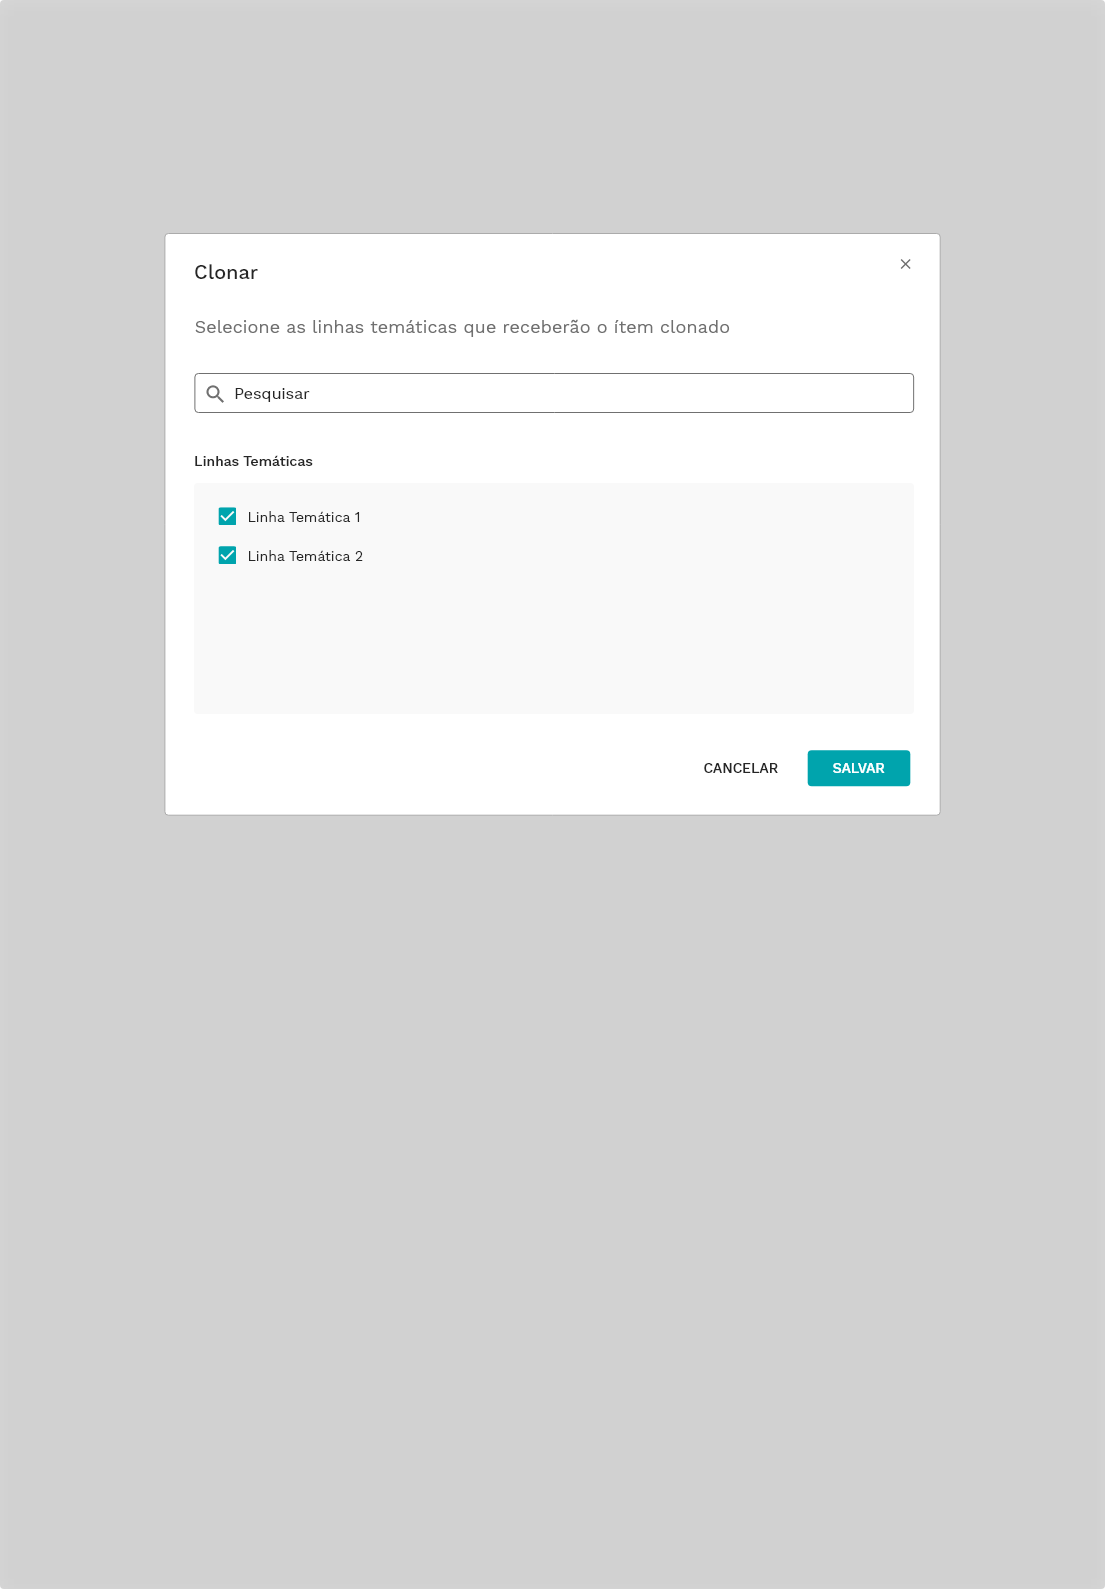 Clonar
Selecione as linhas temáticas que receberão o ítem clonado
Pesquisar
Linhas Temáticas
Linha Temática 1
Linha Temática 2
CANCELAR
SALVAR